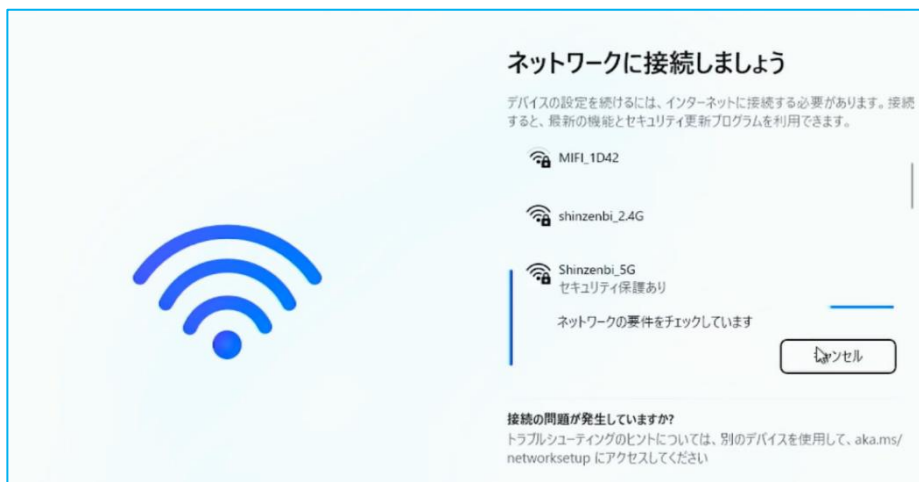 ネットワークに接続しましょう
デバイスの設定を続けるには、インターネットに接続する必要があります。接続
すると、最新の機能とセキュリティ更新プログラムを利用できます。
MIFI_1D42
shinzenbi_2.4G
Shinzenbi_5G
セキュリティ保護あり
ネットワークの要件をチェックしています
キャンセル
接続の問題が発生していますか?
トラブルシューティングのヒントについては、別のデバイスを使用して、aka.ms/
networksetup にアクセスしてください